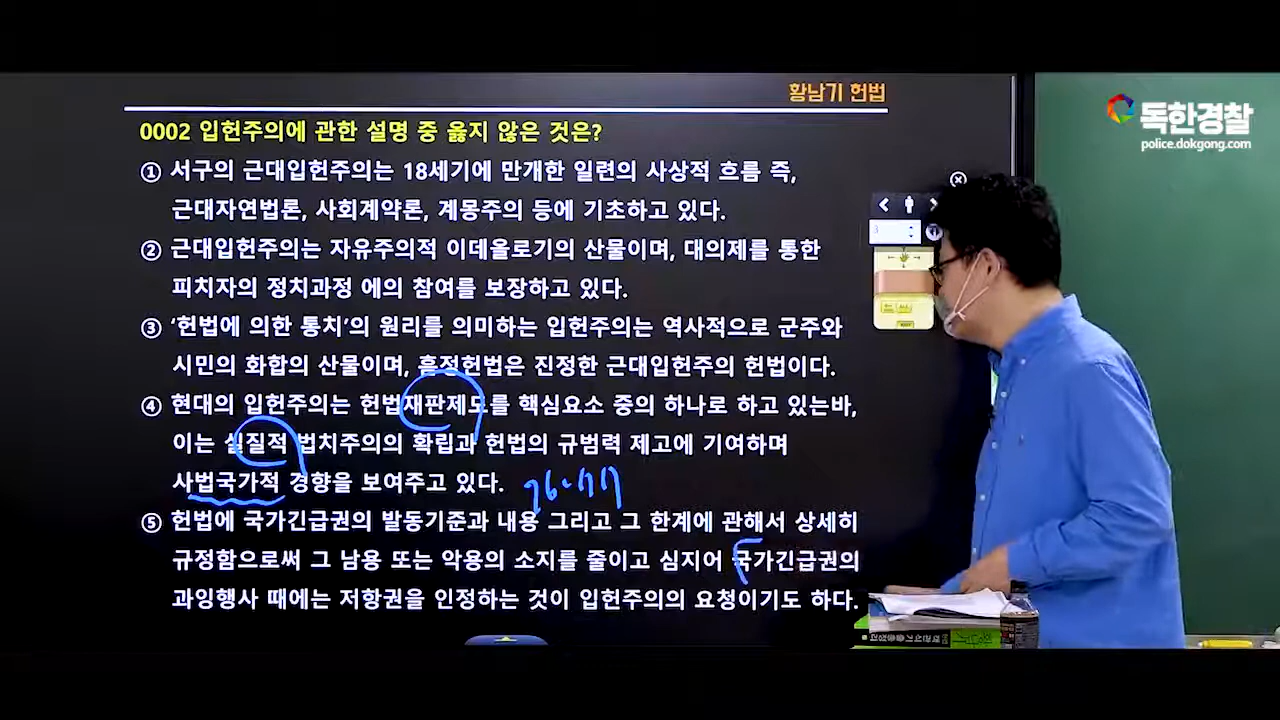 황남기 헌법
독한경찰
police.dokgong.com
0002 입헌주의에 관한 설명 중 옳지 않은 것은?
① 서구의 근대입헌주의는 18세기에 만개한 일련의 사상적 흐름 즉,
근대자연법론, 사회계약론, 계몽주의 등에 기초하고 있다.
② 근대입헌주의는 자유주의적 이데올로기의 산물이며, 대의제를 통한
피치자의 정치과정 에의 참여를 보장하고 있다.
③ ‘헌법에 의한 통치’의 원리를 의미하는 입헌주의는 역사적으로 군주와
시민의 화합의 산물이며, 흠정헌법은 진정한 근대입헌주의 헌법이다.
④ 현대의 입헌주의는 헌법재판제도를 핵심요소 중의 하나로 하고 있는바,
이는 실질적 법치주의의 확립과 헌법의 규범력 제고에 기여하며
사법국가적 경향을 보여주고 있다.
76·77
⑤ 헌법에 국가긴급권의 발동기준과 내용 그리고 그 한계에 관해서 상세히
규정함으로써 그 남용 또는 악용의 소지를 줄이고 심지어 국가긴급권의
과잉행사 때에는 저항권을 인정하는 것이 입헌주의의 요청이기도 하다.
3